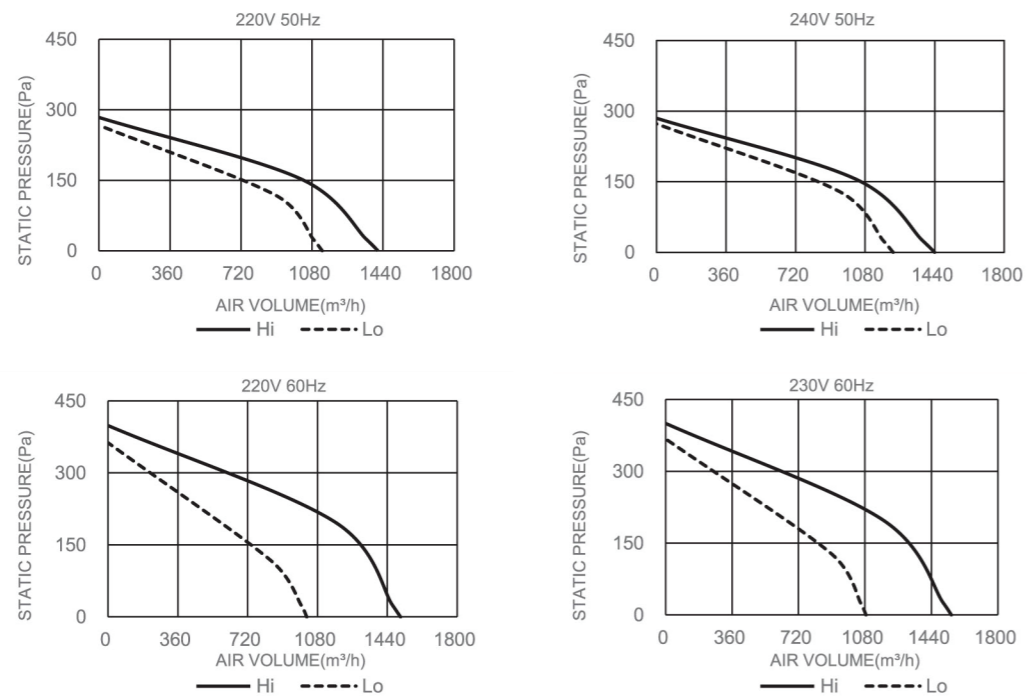 220V 50Hz
STATIC PRESSURE(Pa)
450
300
150
0
0 360 720 1080 1440 1800
AIR VOLUME(m³/h)
Hi Lo
240V 50Hz
STATIC PRESSURE(Pa)
450
300
150
0
0 360 720 1080 1440 1800
AIR VOLUME(m³/h)
Hi Lo
220V 60Hz
STATIC PRESSURE(Pa)
450
300
150
0
0 360 720 1080 1440 1800
AIR VOLUME(m³/h)
Hi Lo
230V 60Hz
STATIC PRESSURE(Pa)
450
300
150
0
0 360 720 1080 1440 1800
AIR VOLUME(m³/h)
Hi Lo